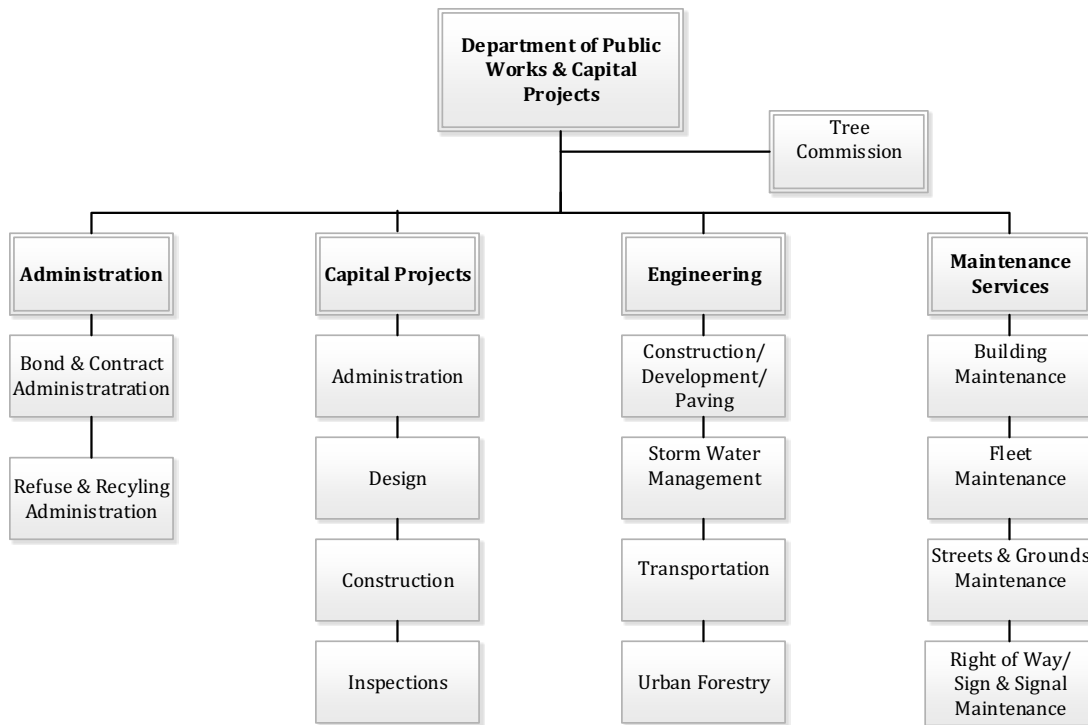 Department of Public
Works & Capital
Projects
Tree
Commission
Administration
Capital Projects
Engineering
Maintenance
Services
Bond & Contract
Administratration
Refuse & Recyling
Administration
Administration
Design
Construction
Inspections
Construction/
Development/
Paving
Storm Water
Management
Transportation
Urban Forestry
Building
Maintenance
Fleet
Maintenance
Streets & Grounds
Maintenance
Right of Way/
Sign & Signal
Maintenance